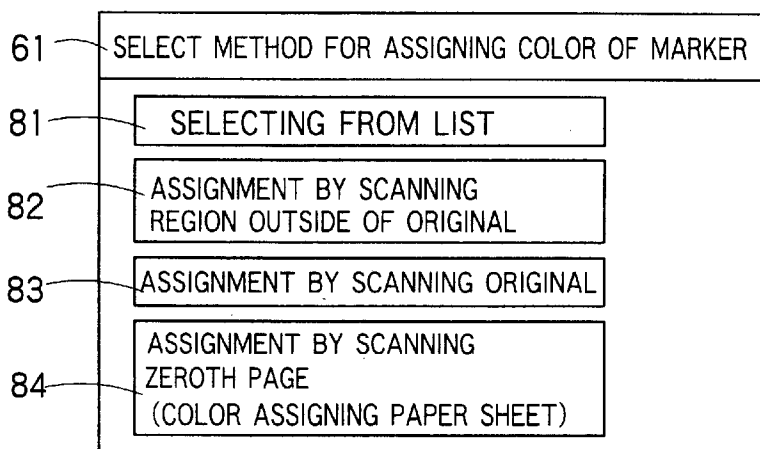 61 SELECT METHOD FOR ASSIGNING COLOR OF MARKER
81 SELECTING FROM LIST
82 ASSIGNMENT BY SCANNING
REGION OUTSIDE OF ORIGINAL
83 ASSIGNMENT BY SCANNING ORIGINAL
ASSIGNMENT BY SCANNING
84 ZEROTH PAGE
(COLOR ASSIGNING PAPER SHEET)